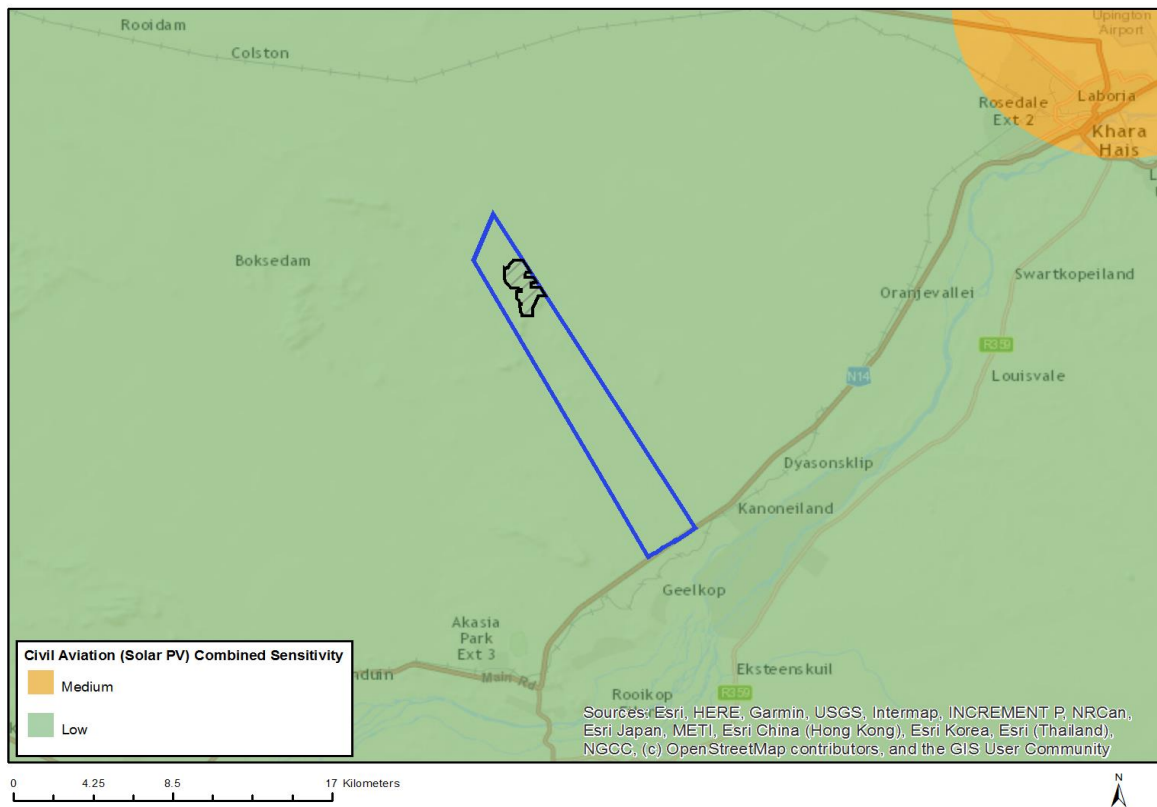 Rooidam
Colston
Upington
Airport
Rosedale
Ext 2
Laboria
Khara
Hais
Boksedam
Swartkopeiland
Oranjevallei
R359
N14
Louisvale
Dyasonsklip
Kanoneiland
Geelkop
Akasia
Park
Ext 3
Main Rd
Eksteenskuil
Rooikop
R359
Civil Aviation (Solar PV) Combined Sensitivity
Medium
Low
Sources: Esri, HERE, Garmin, USGS, Intermap, INCREMENT P, NRCan,
Esri Japan, METI, Esri China (Hong Kong), Esri Korea, Esri (Thailand),
NGCC, (c) OpenStreetMap contributors, and the GIS User Community
0 4.25 8.5 17 Kilometers
N